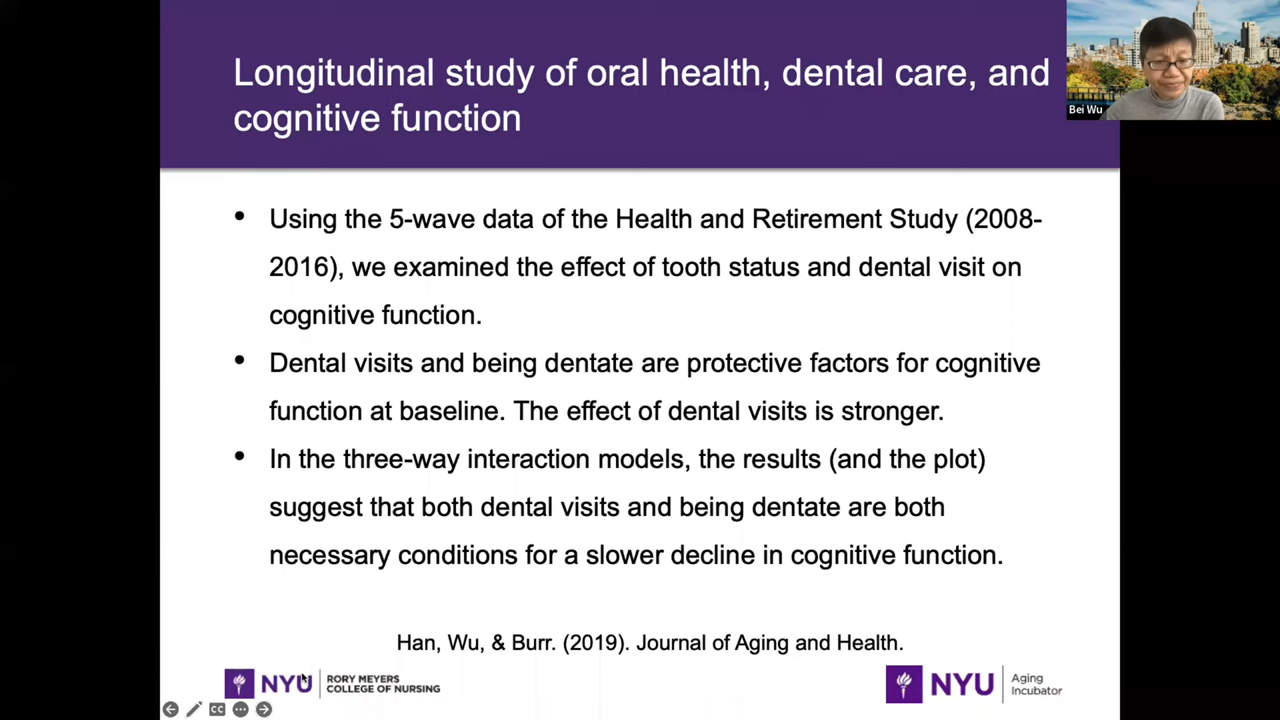 Longitudinal study of oral health, dental care, and
cognitive function
Bei Wu
• Using the 5-wave data of the Health and Retirement Study (2008-
2016), we examined the effect of tooth status and dental visit on
cognitive function.
• Dental visits and being dentate are protective factors for cognitive
function at baseline. The effect of dental visits is stronger.
• In the three-way interaction models, the results (and the plot)
suggest that both dental visits and being dentate are both
necessary conditions for a slower decline in cognitive function.
Han, Wu, & Burr. (2019). Journal of Aging and Health.
NYU
RORY MEYERS
COLLEGE OF NURSING
NYU
Aging
Incubator
CC